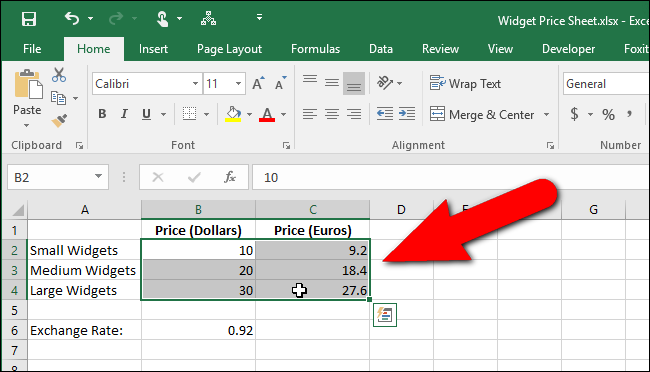 Widget Price Sheet.xlsx - Exce
File Home Insert Page Layout Formulas Data Review View Developer Foxit
Paste
Calibri 11 A A
B I U A
Wrap Text
Merge & Center
General
$ %
Clipboard Font Alignment Number
B2 fx 10
A B C D E F G
1 Price (Dollars) Price (Euros)
2 Small Widgets 10 9.2
3 Medium Widgets 20 18.4
4 Large Widgets 30 27.6
5
6 Exchange Rate: 0.92
7
8